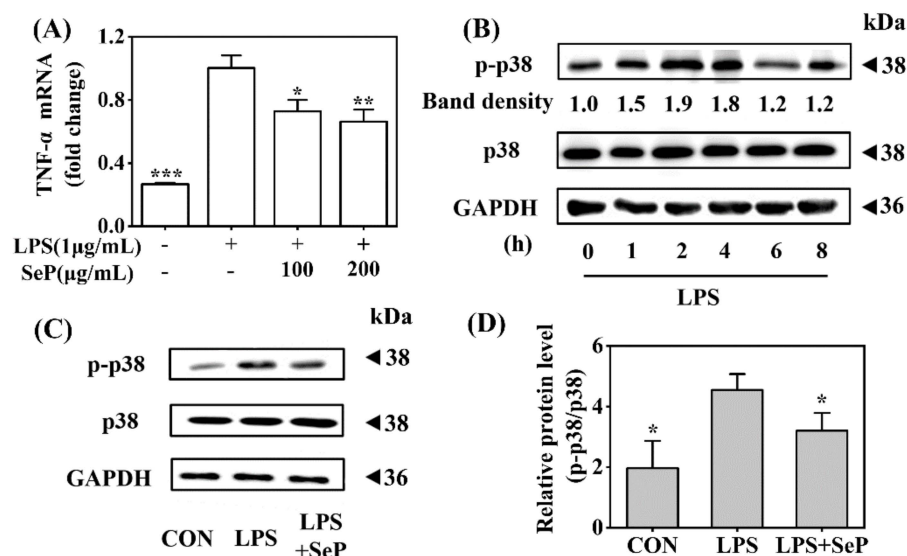 (A)
TNF-α mRNA
(fold change)
1.2
0.8
0.4
0.0
***
*
**
LPS(1μg/mL) - + + +
SeP(μg/mL) - - 100 200
(B)
kDa
p-p38 ◄38
Band density 1.0 1.5 1.9 1.8 1.2 1.2
p38 ◄38
GAPDH ◄36
(h) 0 1 2 4 6 8
LPS
(C)
kDa
p-p38 ◄38
p38 ◄38
GAPDH ◄36
CON LPS LPS
+SeP
(D)
Relative protein level
(p-p38/p38)
6
4
2
0
*
*
CON LPS LPS+SeP